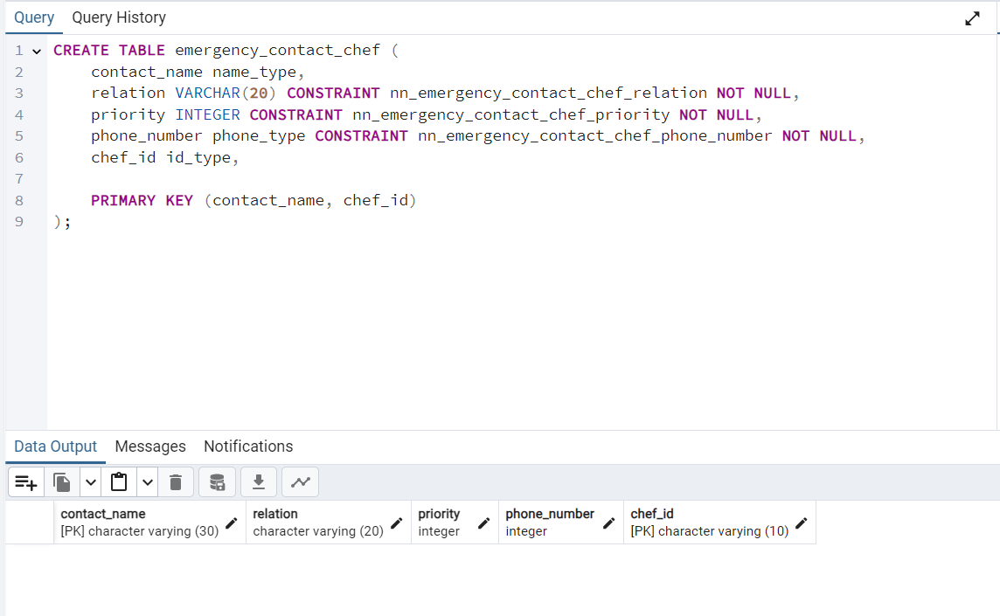 Query Query History
1 CREATE TABLE emergency_contact_chef (
2 contact_name name_type,
3 relation VARCHAR(20) CONSTRAINT nn_emergency_contact_chef_relation NOT NULL,
4 priority INTEGER CONSTRAINT nn_emergency_contact_chef_priority NOT NULL,
5 phone_number phone_type CONSTRAINT nn_emergency_contact_chef_phone_number NOT NULL,
6 chef_id id_type,
7
8 PRIMARY KEY (contact_name, chef_id)
9 );
Data Output Messages Notifications
contact_name relation priority phone_number chef_id
[PK] character varying (30) character varying (20) integer integer [PK] character varying (10)